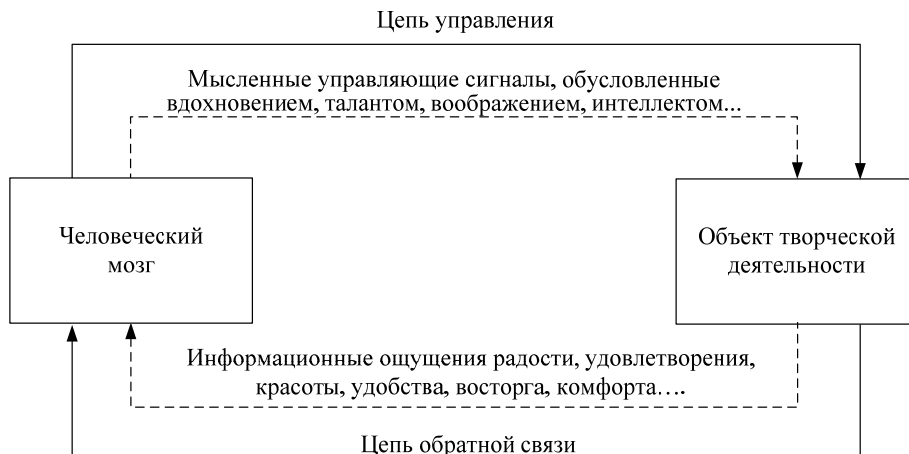 Цепь управления
Мысленные управляющие сигналы, обусловленные
вдохновением, талантом, воображением, интеллектом...
Человеческий
мозг
Объект творческой
деятельности
Информационные ощущения радости, удовлетворения,
красоты, удобства, восторга, комфорта….
Цепь обратной связи